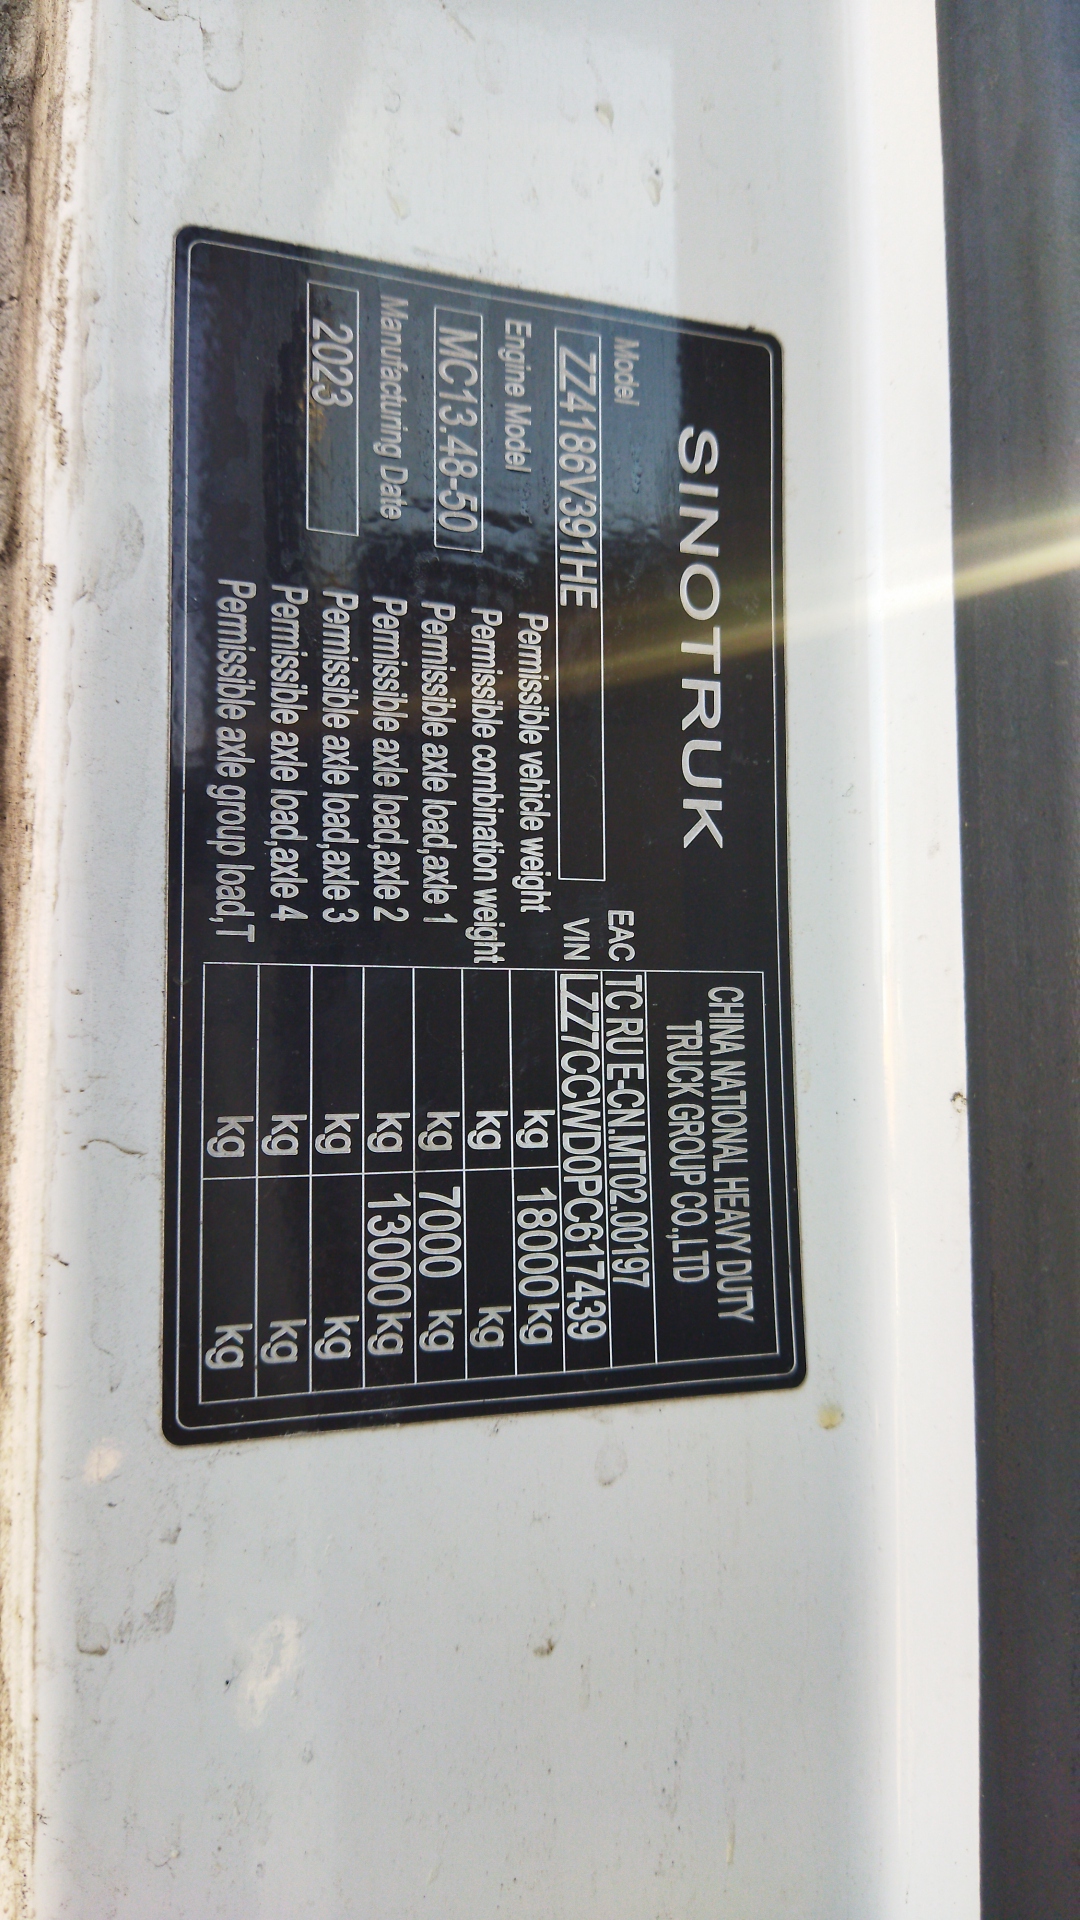 SINOTRUK
CHINA NATIONAL HEAVY DUTY
TRUCK GROUP CO.,LTD
Model
EAC TC RU E-CN.MT02.00197
ZZ4186V391HE
VIN LZZ7CCWD0PC617439
Engine Model
MC13.48-50
Manufacturing Date
2023
Permissible vehicle weight kg 18000 kg
Permissible combination weight kg kg
Permissible axle load,axle 1 kg 7000 kg
Permissible axle load,axle 2 kg 13000 kg
Permissible axle load,axle 3 kg kg
Permissible axle load,axle 4 kg kg
Permissible axle group load,T kg kg